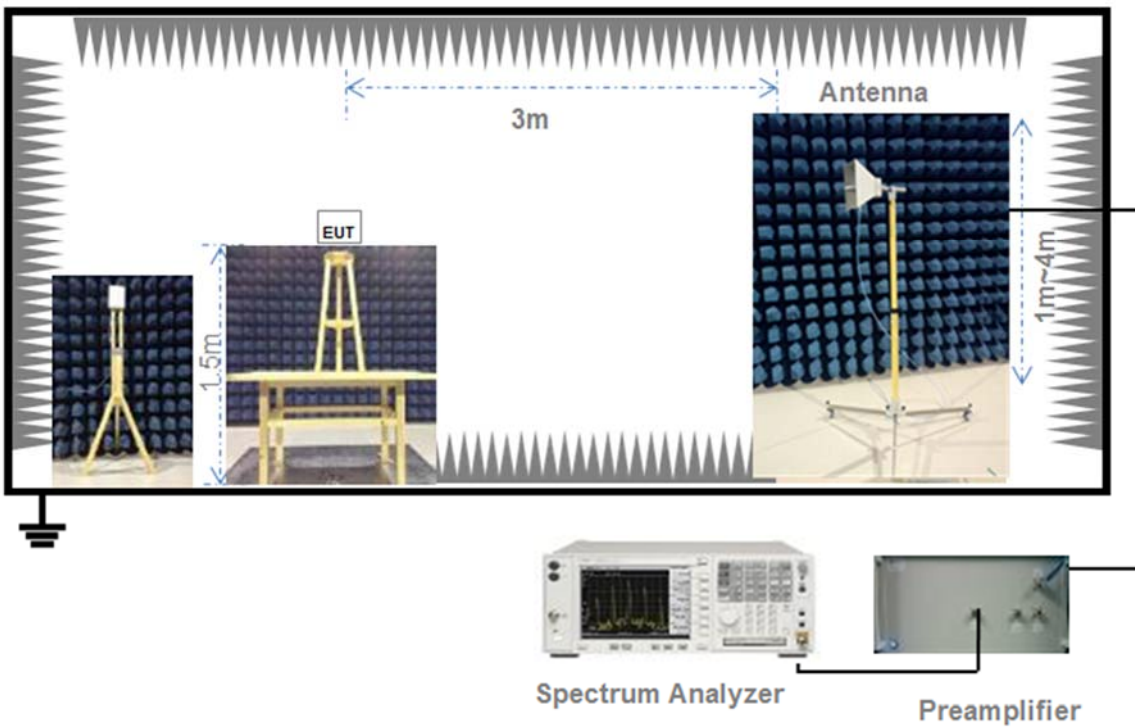 Antenna
3m
EUT
1.5m
1m~4m
Spectrum Analyzer
Preamplifier